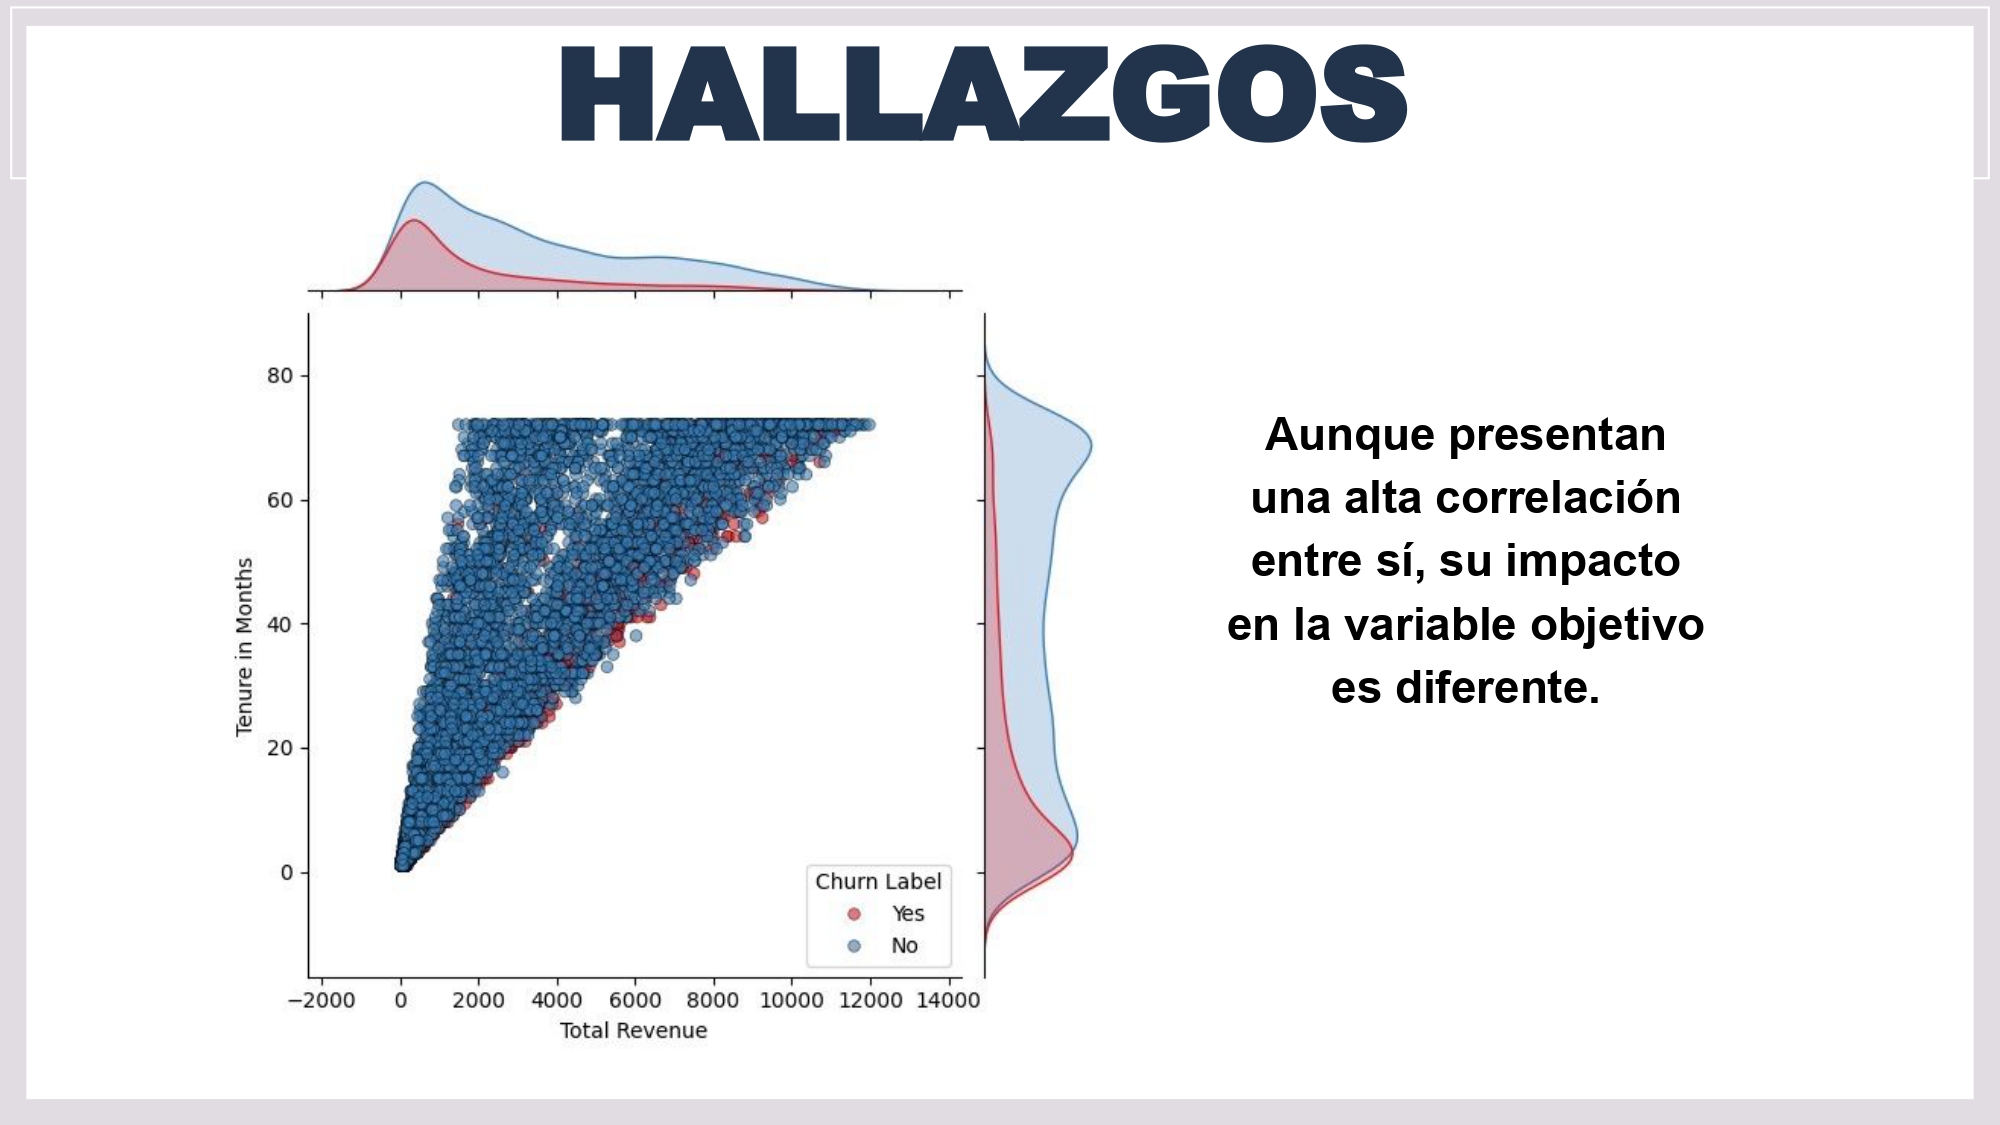 HALLAZGOS
80
60
40
20
0
Tenure in Months
Churn Label
Yes
No
−2000 0 2000 4000 6000 8000 10000 12000 14000
Total Revenue
Aunque presentan
una alta correlación
entre sí, su impacto
en la variable objetivo
es diferente.